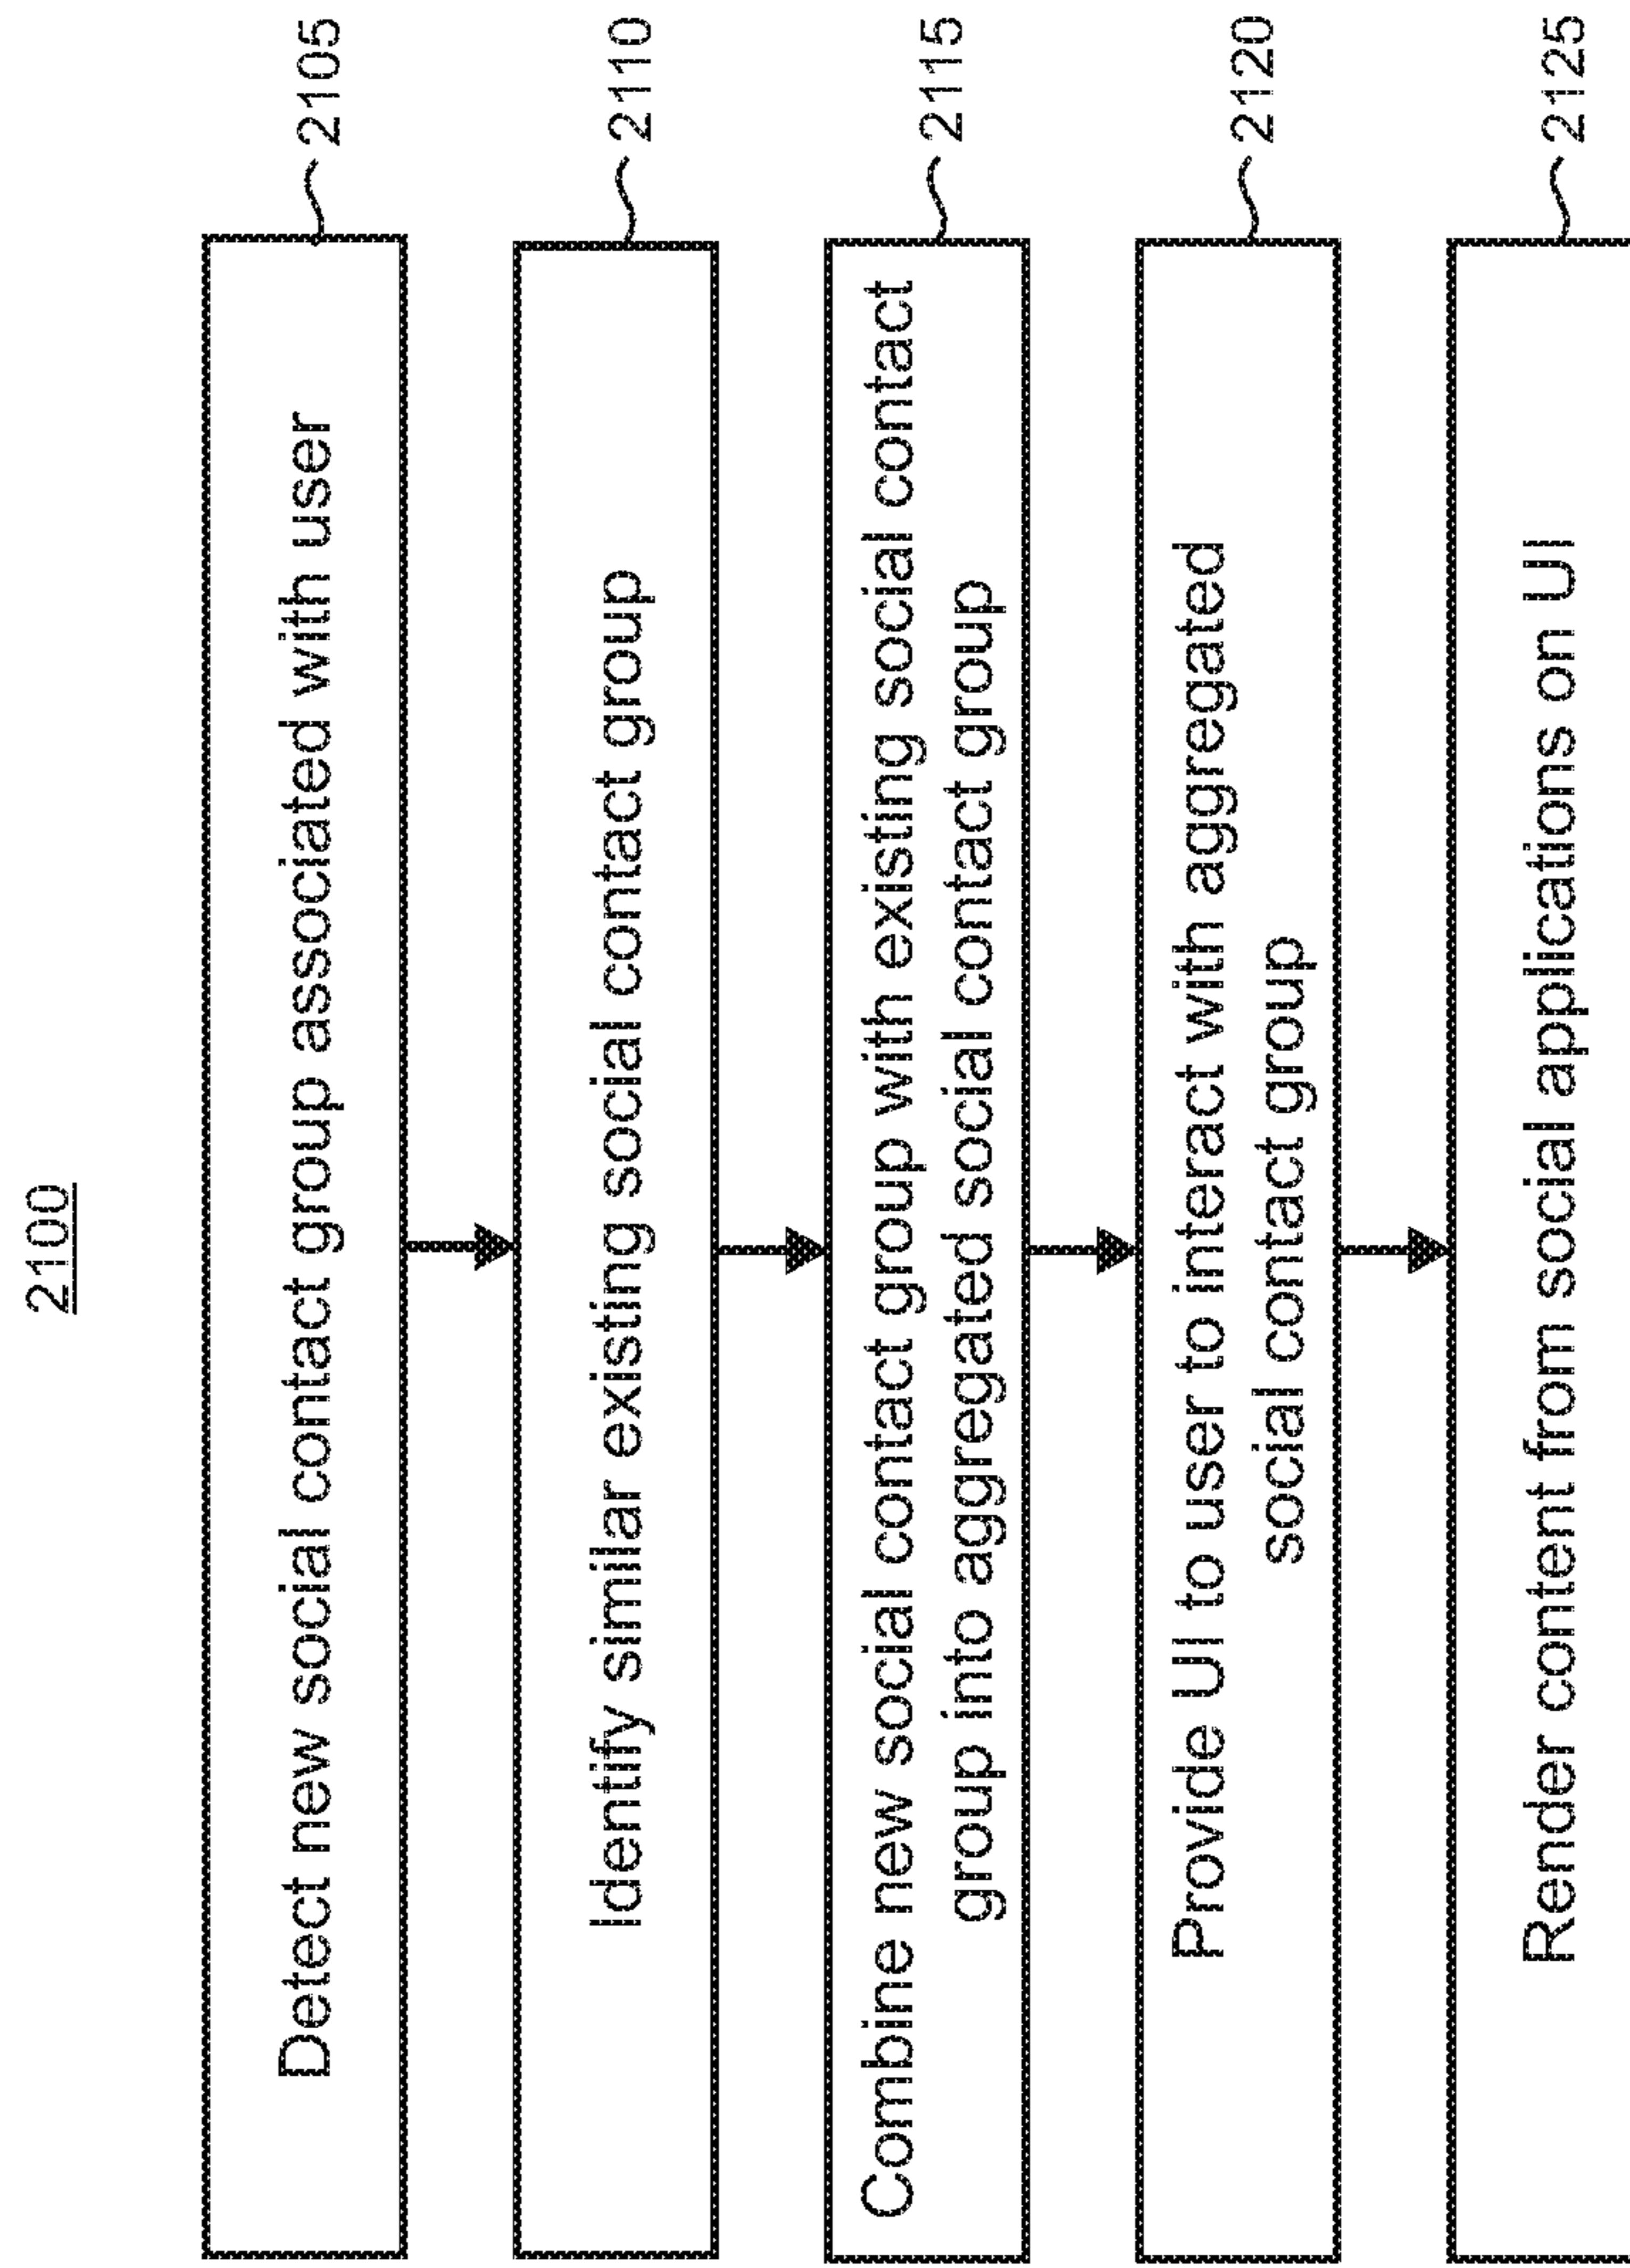 2100
Detect new social contact group associated with user
2105
Identify similar existing social contact group
2110
Combine new social contact group with existing social contact
group into aggregated social contact group
2115
Provide UI to user to interact with aggregated
social contact group
2120
Render content from social applications on UI
2125